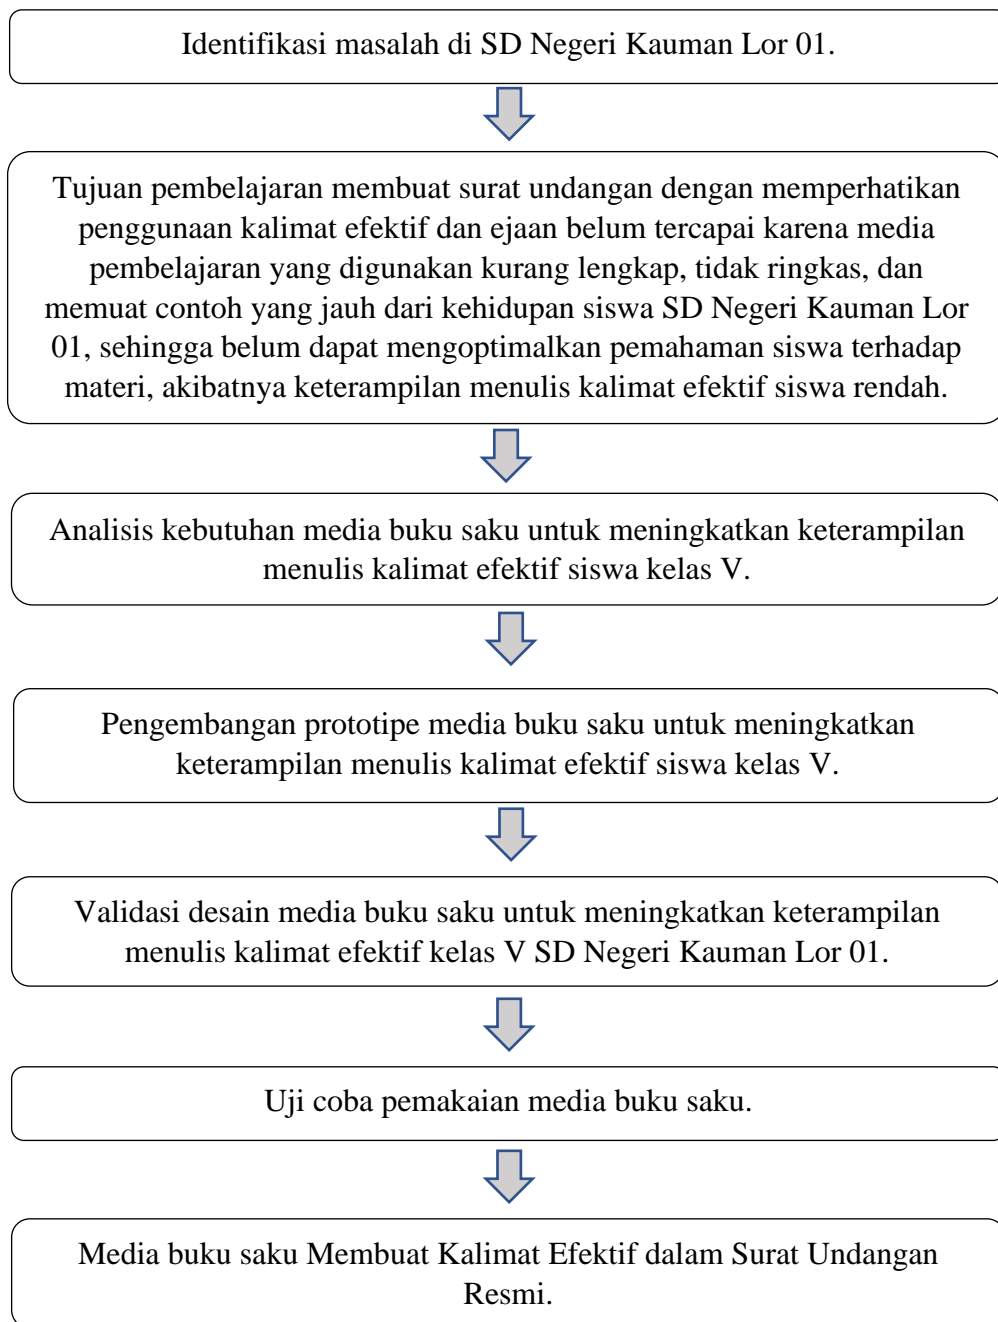 Identifikasi masalah di SD Negeri Kauman Lor 01.
Tujuan pembelajaran membuat surat undangan dengan memperhatikan
penggunaan kalimat efektif dan ejaan belum tercapai karena media
pembelajaran yang digunakan kurang lengkap, tidak ringkas, dan
memuat contoh yang jauh dari kehidupan siswa SD Negeri Kauman Lor
01, sehingga belum dapat mengoptimalkan pemahaman siswa terhadap
materi, akibatnya keterampilan menulis kalimat efektif siswa rendah.
Analisis kebutuhan media buku saku untuk meningkatkan keterampilan
menulis kalimat efektif siswa kelas V.
Pengembangan prototipe media buku saku untuk meningkatkan
keterampilan menulis kalimat efektif siswa kelas V.
Validasi desain media buku saku untuk meningkatkan keterampilan
menulis kalimat efektif kelas V SD Negeri Kauman Lor 01.
Uji coba pemakaian media buku saku.
Media buku saku Membuat Kalimat Efektif dalam Surat Undangan
Resmi.